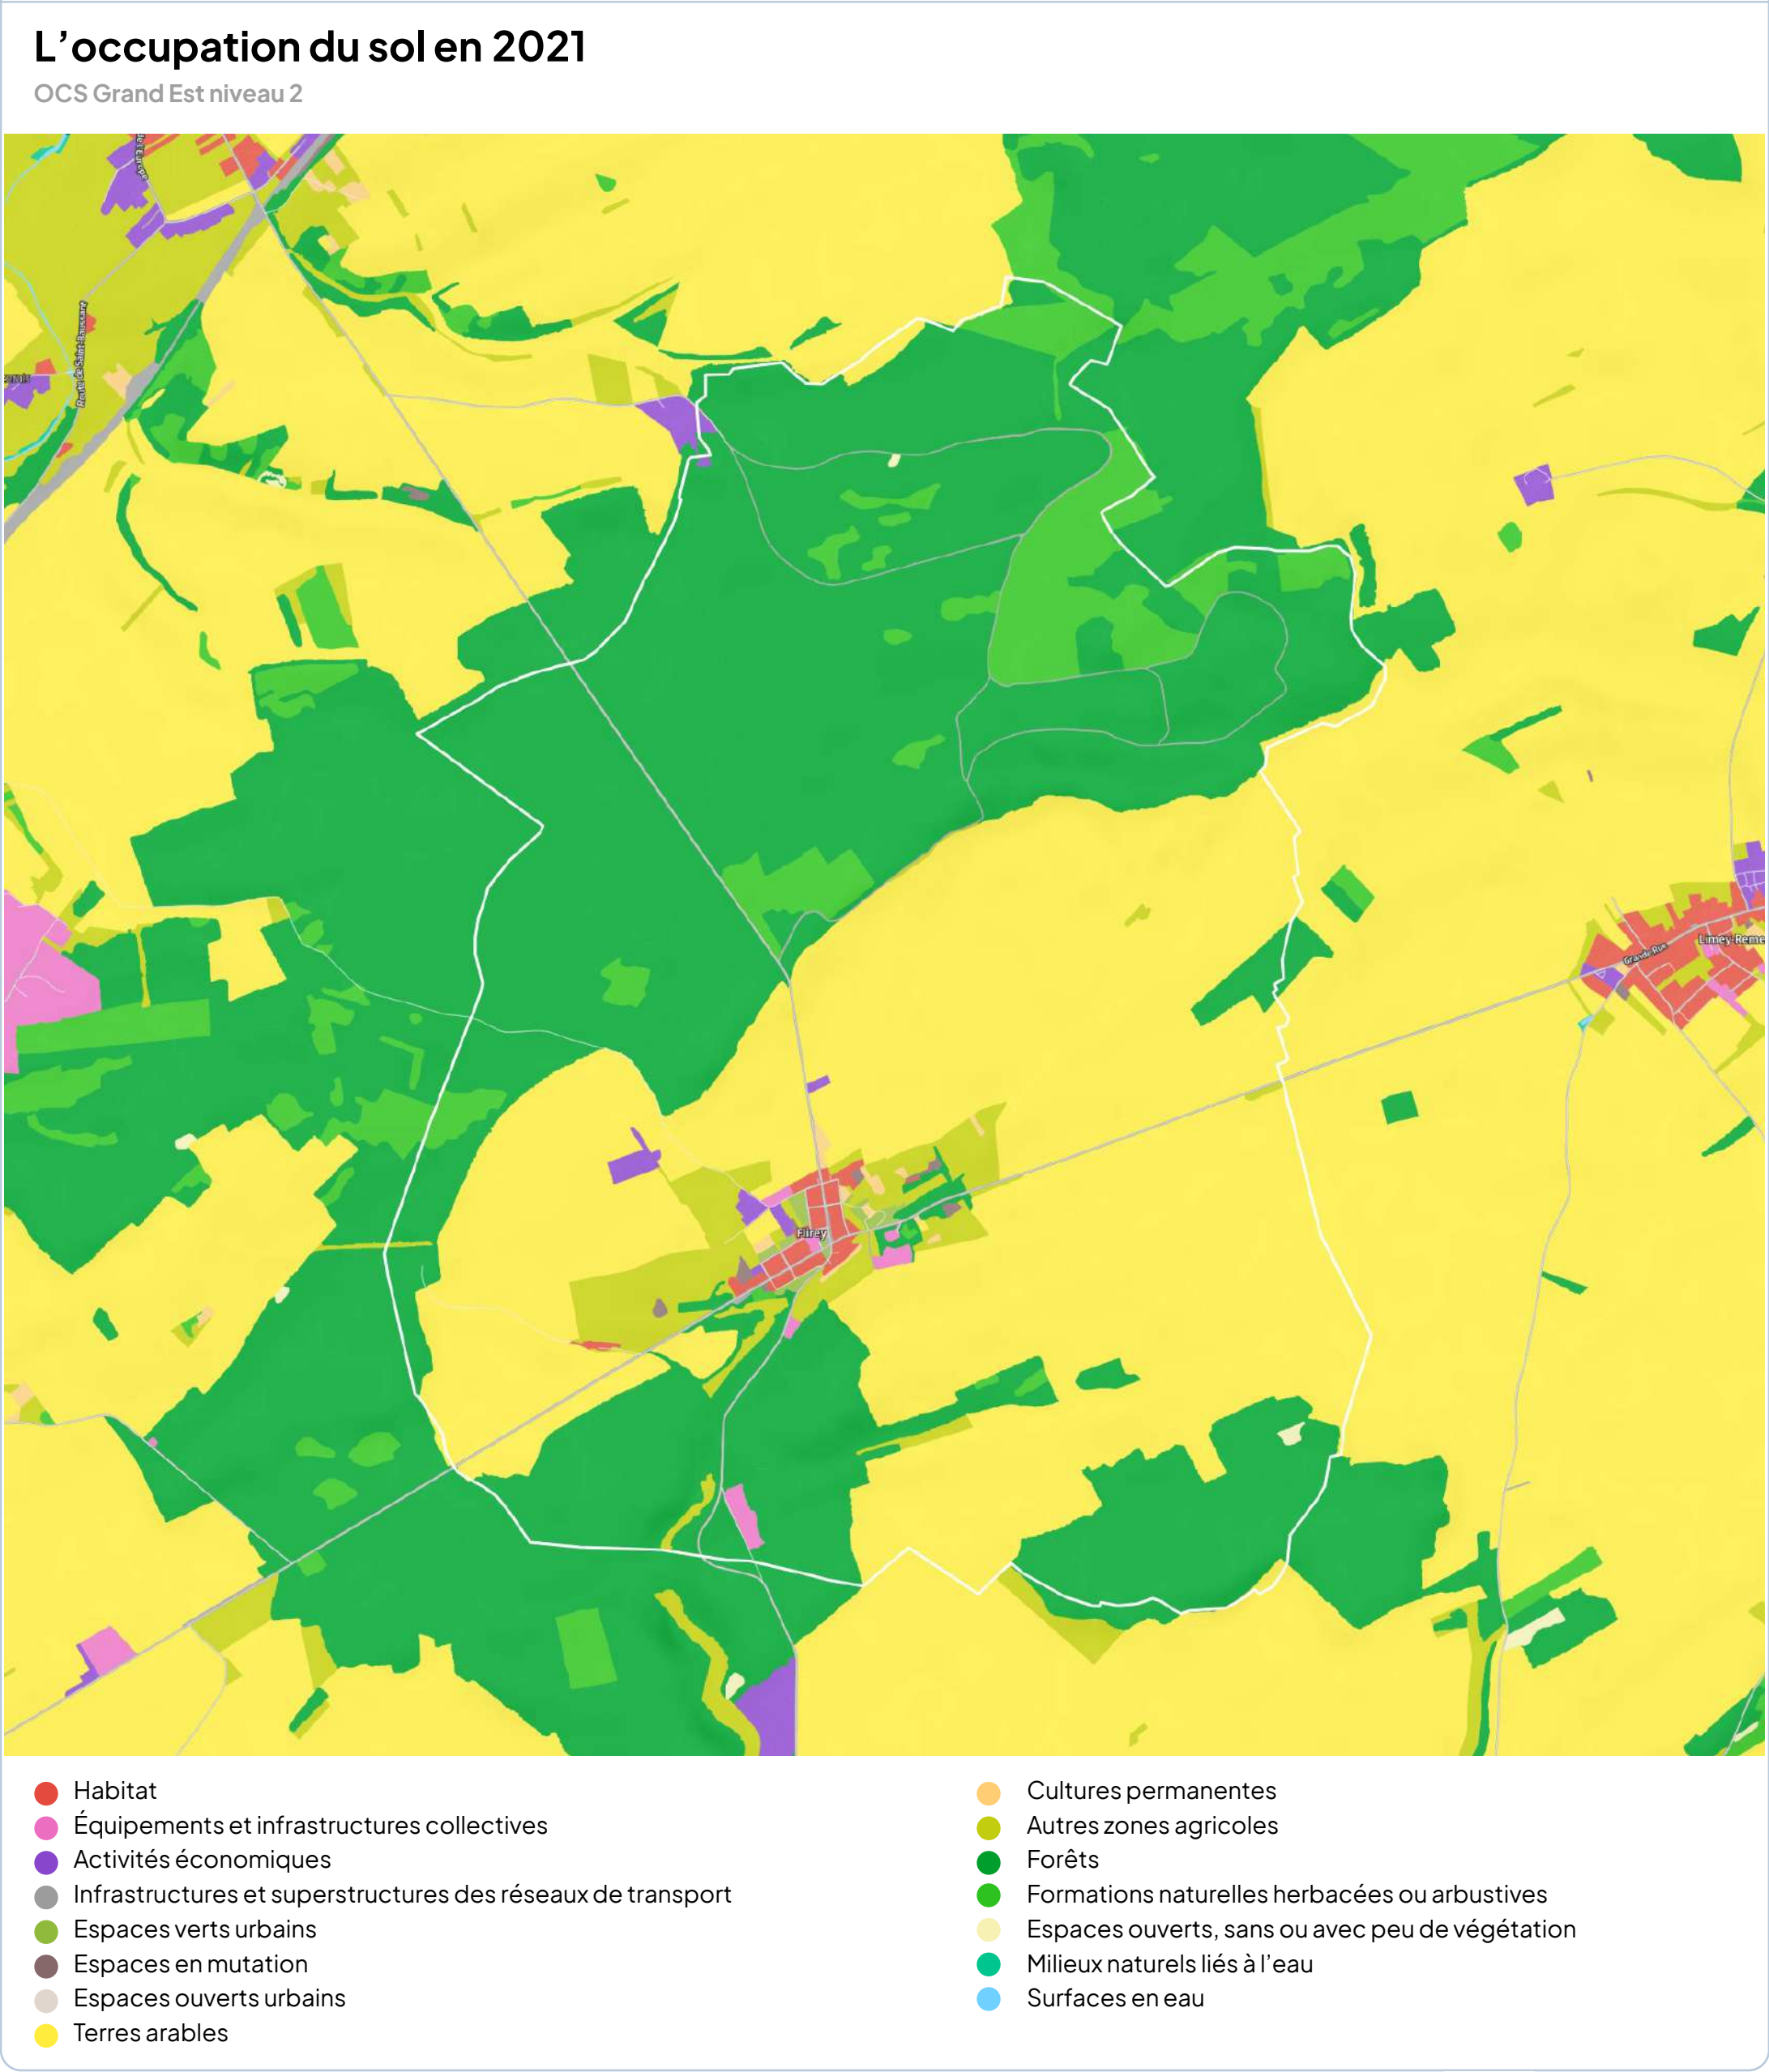 L’occupation du sol en 2021
OCS Grand Est niveau 2
Route de Saint-Baussant
Limey-Reme
Grande Rue
Flirey
Habitat
Équipements et infrastructures collectives
Activités économiques
Infrastructures et superstructures des réseaux de transport
Espaces verts urbains
Espaces en mutation
Espaces ouverts urbains
Terres arables
Cultures permanentes
Autres zones agricoles
Forêts
Formations naturelles herbacées ou arbustives
Espaces ouverts, sans ou avec peu de végétation
Milieux naturels liés à l’eau
Surfaces en eau